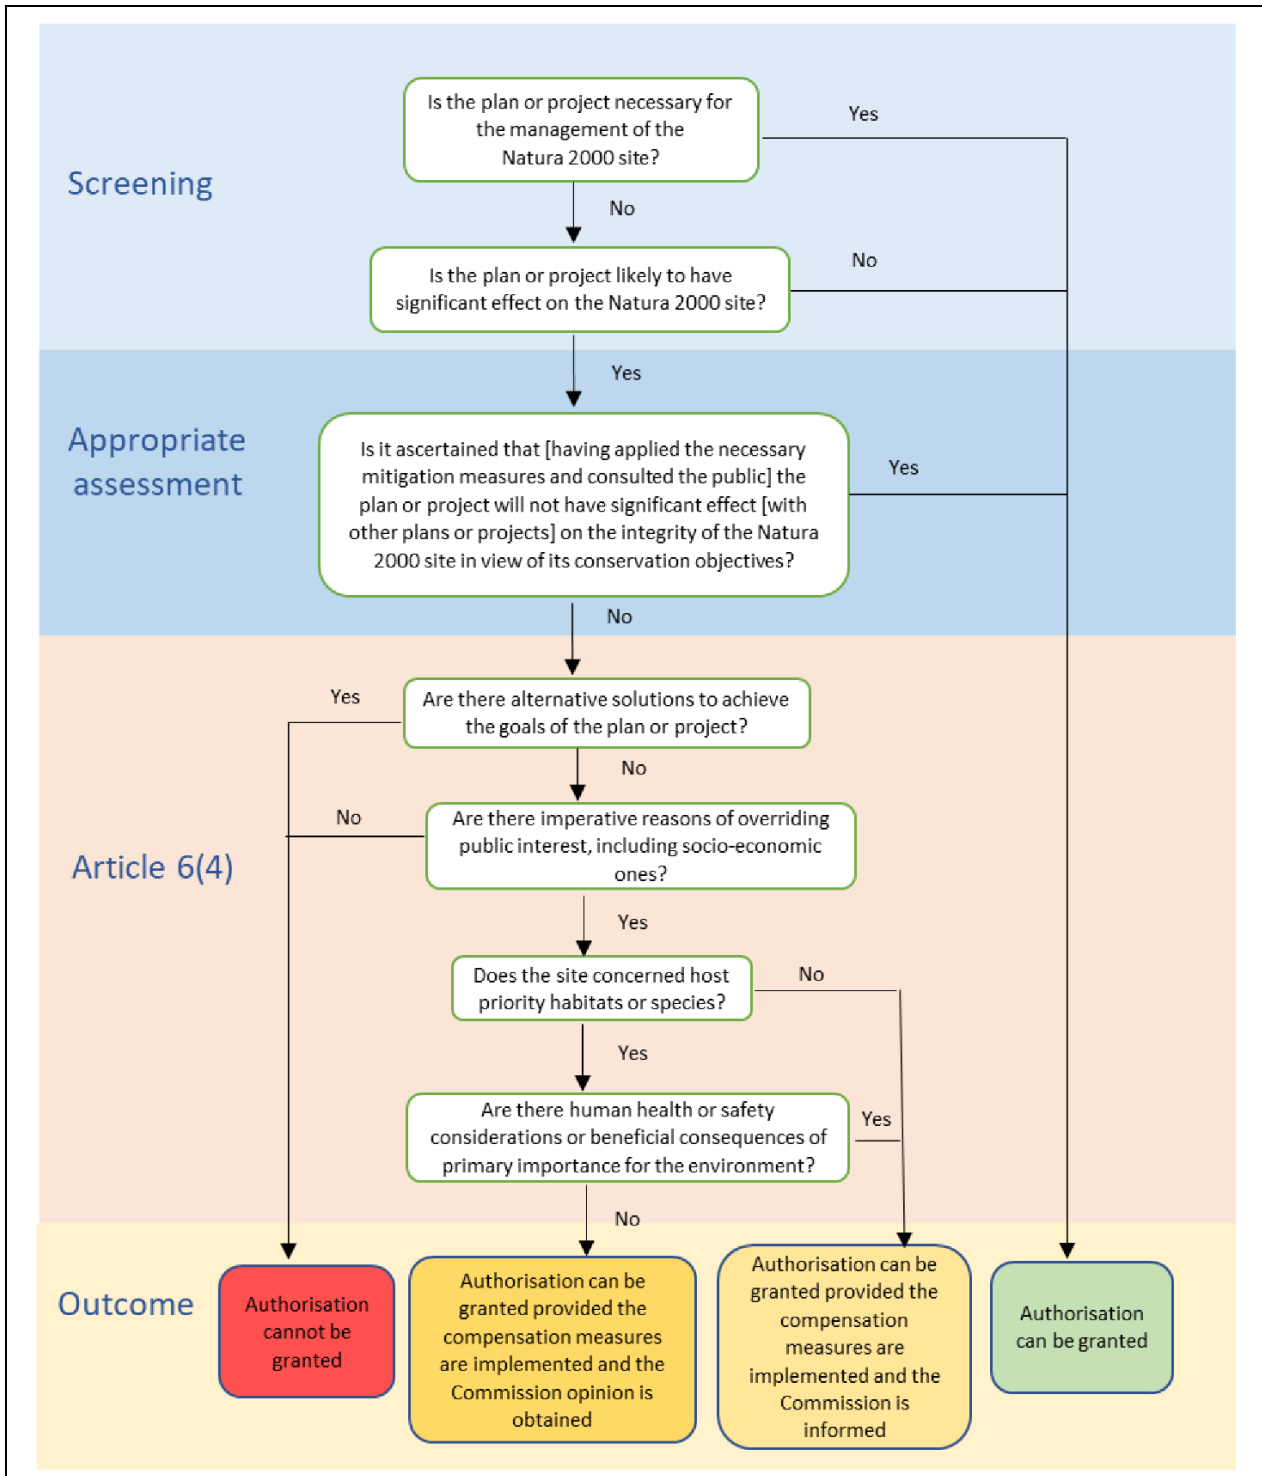 Is the plan or project necessary for
the management of the
Natura 2000 site?
Yes
Screening
No
Is the plan or project likely to have
significant effect on the Natura 2000 site?
No
Yes
Appropriate
assessment
Is it ascertained that [having applied the necessary
mitigation measures and consulted the public] the
plan or project will not have significant effect [with
other plans or projects] on the integrity of the Natura
2000 site in view of its conservation objectives?
Yes
No
Yes
Are there alternative solutions to achieve
the goals of the plan or project?
No
No
Are there imperative reasons of overriding
public interest, including socio-economic
ones?
Article 6(4)
Yes
Does the site concerned host
priority habitats or species?
No
Yes
Are there human health or safety
considerations or beneficial consequences of
primary importance for the environment?
Yes
No
Outcome
Authorisation
cannot be
granted
Authorisation can be
granted provided the
compensation measures
are implemented and the
Commission opinion is
obtained
Authorisation can be
granted provided the
compensation
measures are
implemented and the
Commission is
informed
Authorisation
can be granted